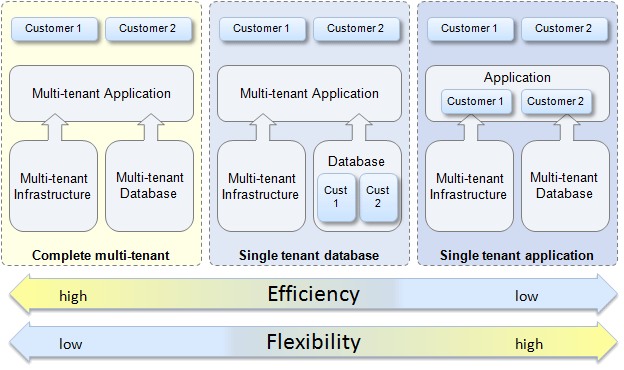 Customer 1 Customer 2
Multi-tenant Application
Multi-tenant
Infrastructure
Multi-tenant
Database
Complete multi-tenant
Customer 1 Customer 2
Multi-tenant Application
Multi-tenant
Infrastructure
Database
Cust
1
Cust
2
Single tenant database
Customer 1 Customer 2
Application
Customer 1 Customer 2
Multi-tenant
Infrastructure
Multi-tenant
Database
Single tenant application
high Efficiency low
low Flexibility high